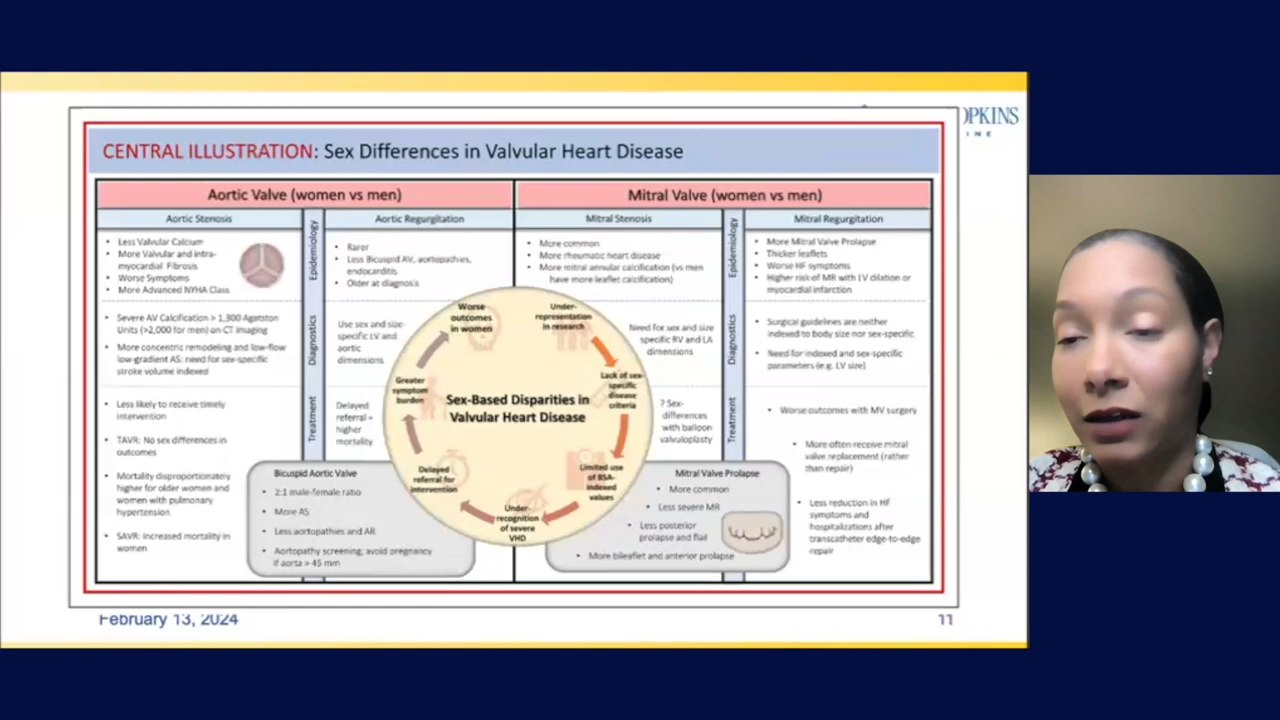 OPKINS
INE
CENTRAL ILLUSTRATION: Sex Differences in Valvular Heart Disease
Aortic Valve (women vs men)
Aortic Stenosis
Epidemiology
Aortic Regurgitation
• Less Valvular Calcium
• More Valvular and intra-
myocardial Fibrosis
• Worse Symptoms
• More Advanced NYHA Class
• Rarer
• Less Bicuspid AV, aortopathies,
endocarditis
• Older at diagnosis
Diagnostics
• Severe AV Calcification > 1,300 Agatston
Units (>2,000 for men) on CT imaging
• More concentric remodeling and low-flow
low-gradient AS: need for sex-specific
stroke volume indexed
Use sex and size-
specific LV and
aortic
dimensions
Treatment
• Less likely to receive timely
intervention
• TAVR: No sex differences in
outcomes
• Mortality disproportionately
higher for older women and
women with pulmonary
hypertension
• SAVR: Increased mortality in
women
Delayed
referral =
higher
mortality
Bicuspid Aortic Valve
• 2:1 male-female ratio
• More AS
• Less aortopathies and AR
• Aortopathy screening; avoid pregnancy
if aorta > 45 mm
Sex-Based Disparities in
Valvular Heart Disease
Under-
representation
in research
Lack of sex-
specific
disease
criteria
Limited use
of BSA-
indexed
values
Under-
recognition
of severe
VHD
Delayed
referral for
intervention
Greater
symptom
burden
Worse
outcomes
in women
Mitral Valve (women vs men)
Mitral Stenosis
Epidemiology
Mitral Regurgitation
• More common
• More rheumatic heart disease
• More mitral annular calcification (vs men
have more leaflet calcification)
• More Mitral Valve Prolapse
• Thicker leaflets
• Worse HF symptoms
• Higher risk of MR with LV dilation or
myocardial infarction
Diagnostics
Need for sex and size
specific RV and LA
dimensions
• Surgical guidelines are neither
indexed to body size nor sex-specific
• Need for indexed and sex-specific
parameters (e.g. LV size)
Treatment
? Sex-
differences
with balloon
valvuloplasty
• Worse outcomes with MV surgery
• More often receive mitral
valve replacement (rather
than repair)
• Less reduction in HF
symptoms and
hospitalizations after
transcatheter edge-to-edge
repair
Mitral Valve Prolapse
• More common
• Less severe MR
• Less posterior
prolapse and flail
• More bileaflet and anterior prolapse
February 13, 2024
11